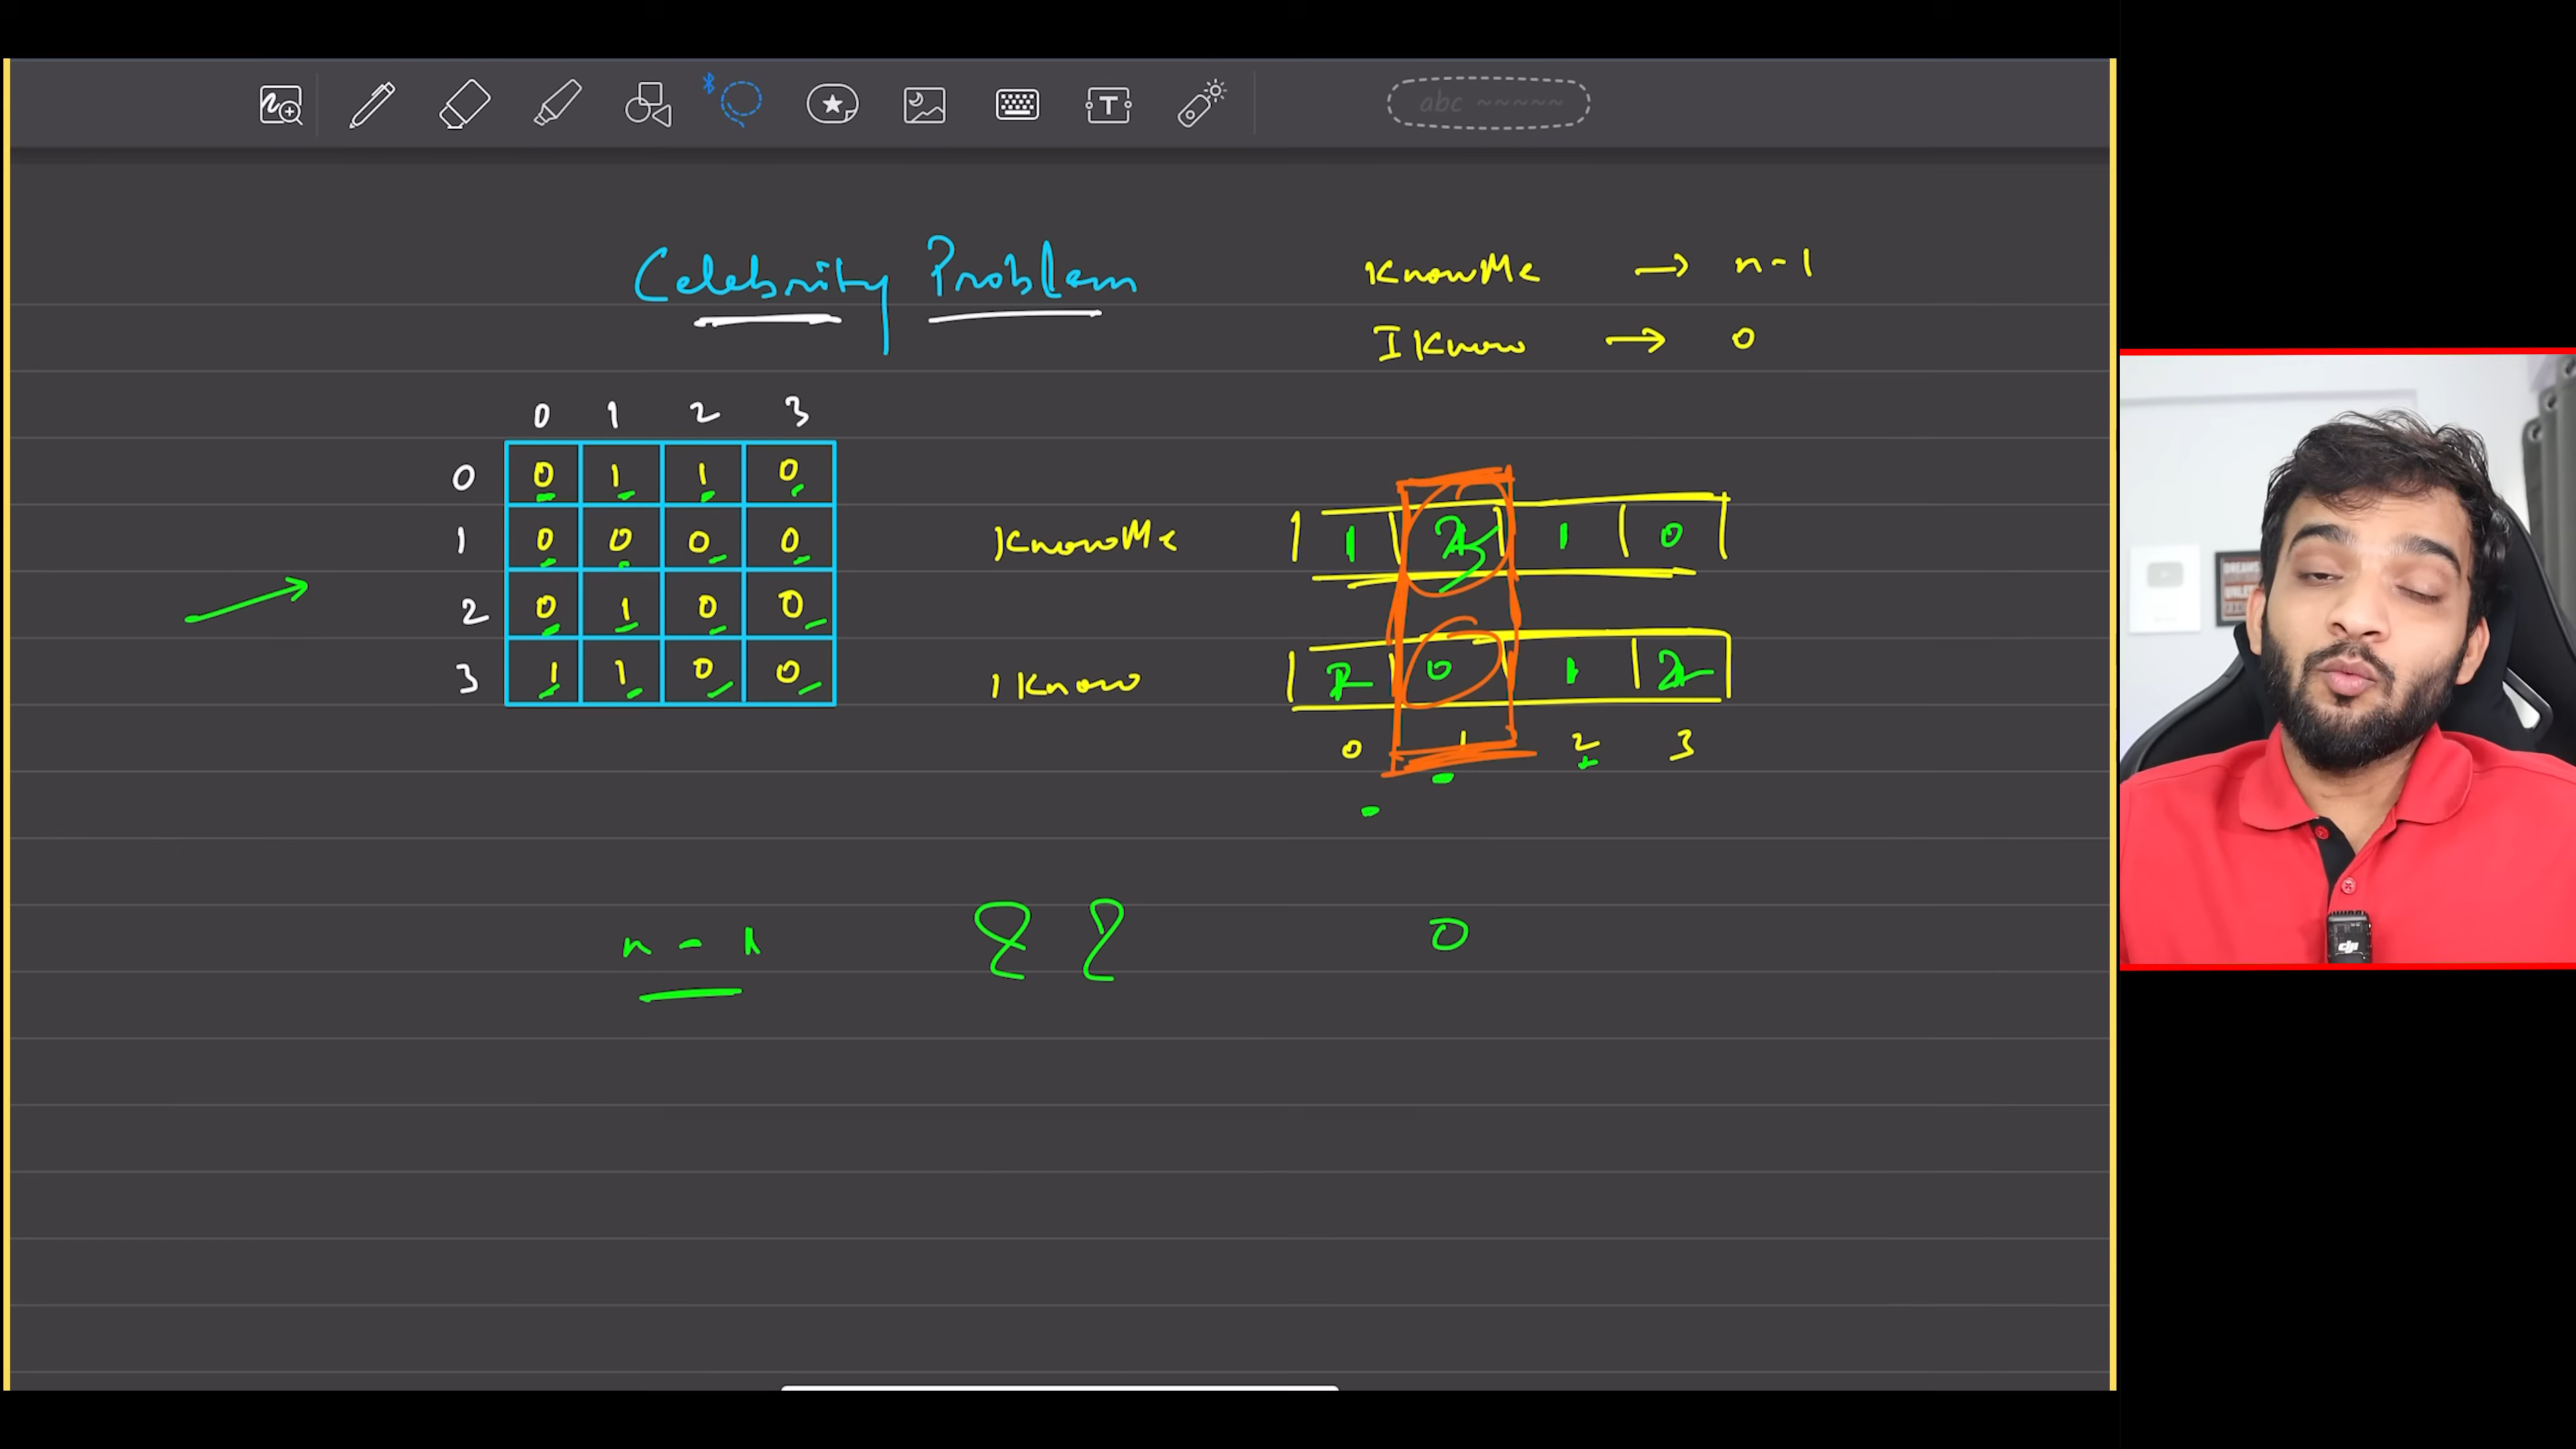 abc ~~~~~
Celebrity Problem
KnowMe → n-1
I Know → 0
0 1 2 3
0 0 1 1 0
1 0 0 0 0
2 0 1 0 0
3 1 1 0 0
KnowMe 1 3 1 0
I Know 2 0 1 2
0 1 2 3
n - 1 && 0
dji